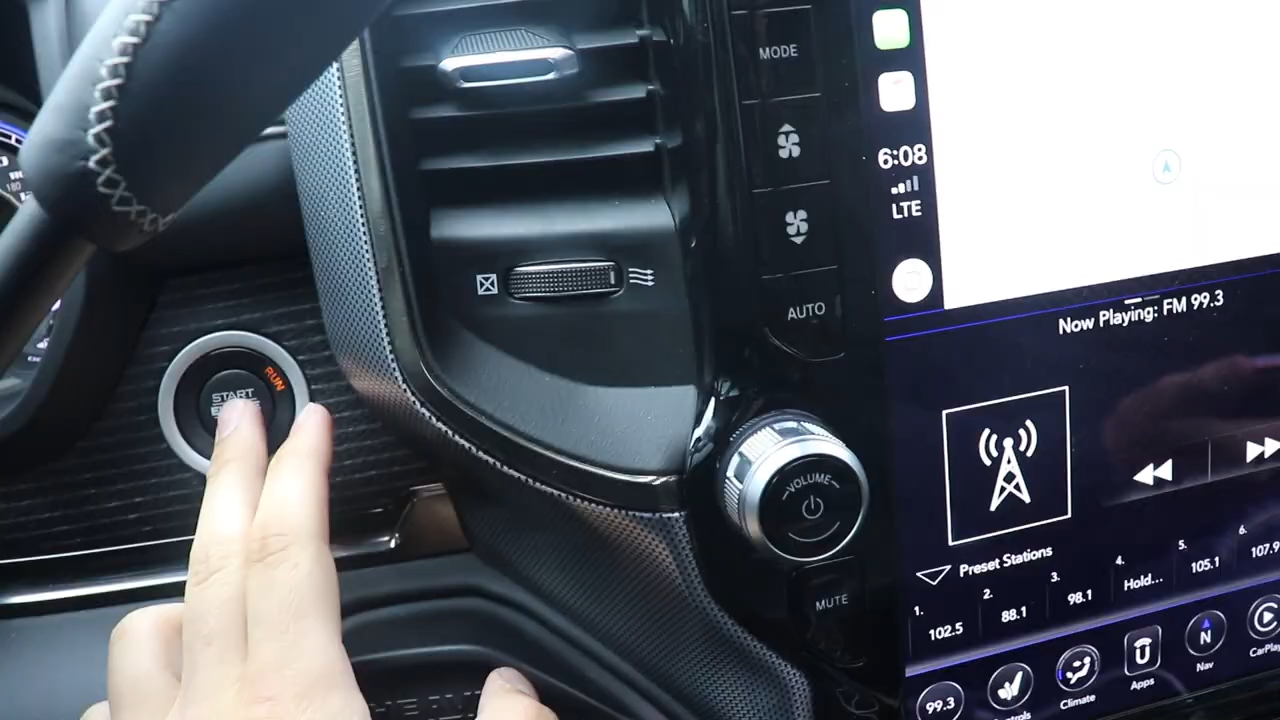 MODE
AUTO
VOLUME
MUTE
START
RUN
180
6:08
LTE
Now Playing: FM 99.3
Preset Stations
1.
102.5
2.
88.1
3.
98.1
4.
Hold...
5.
105.1
6.
107.9
99.3
Climate
Apps
N
Nav